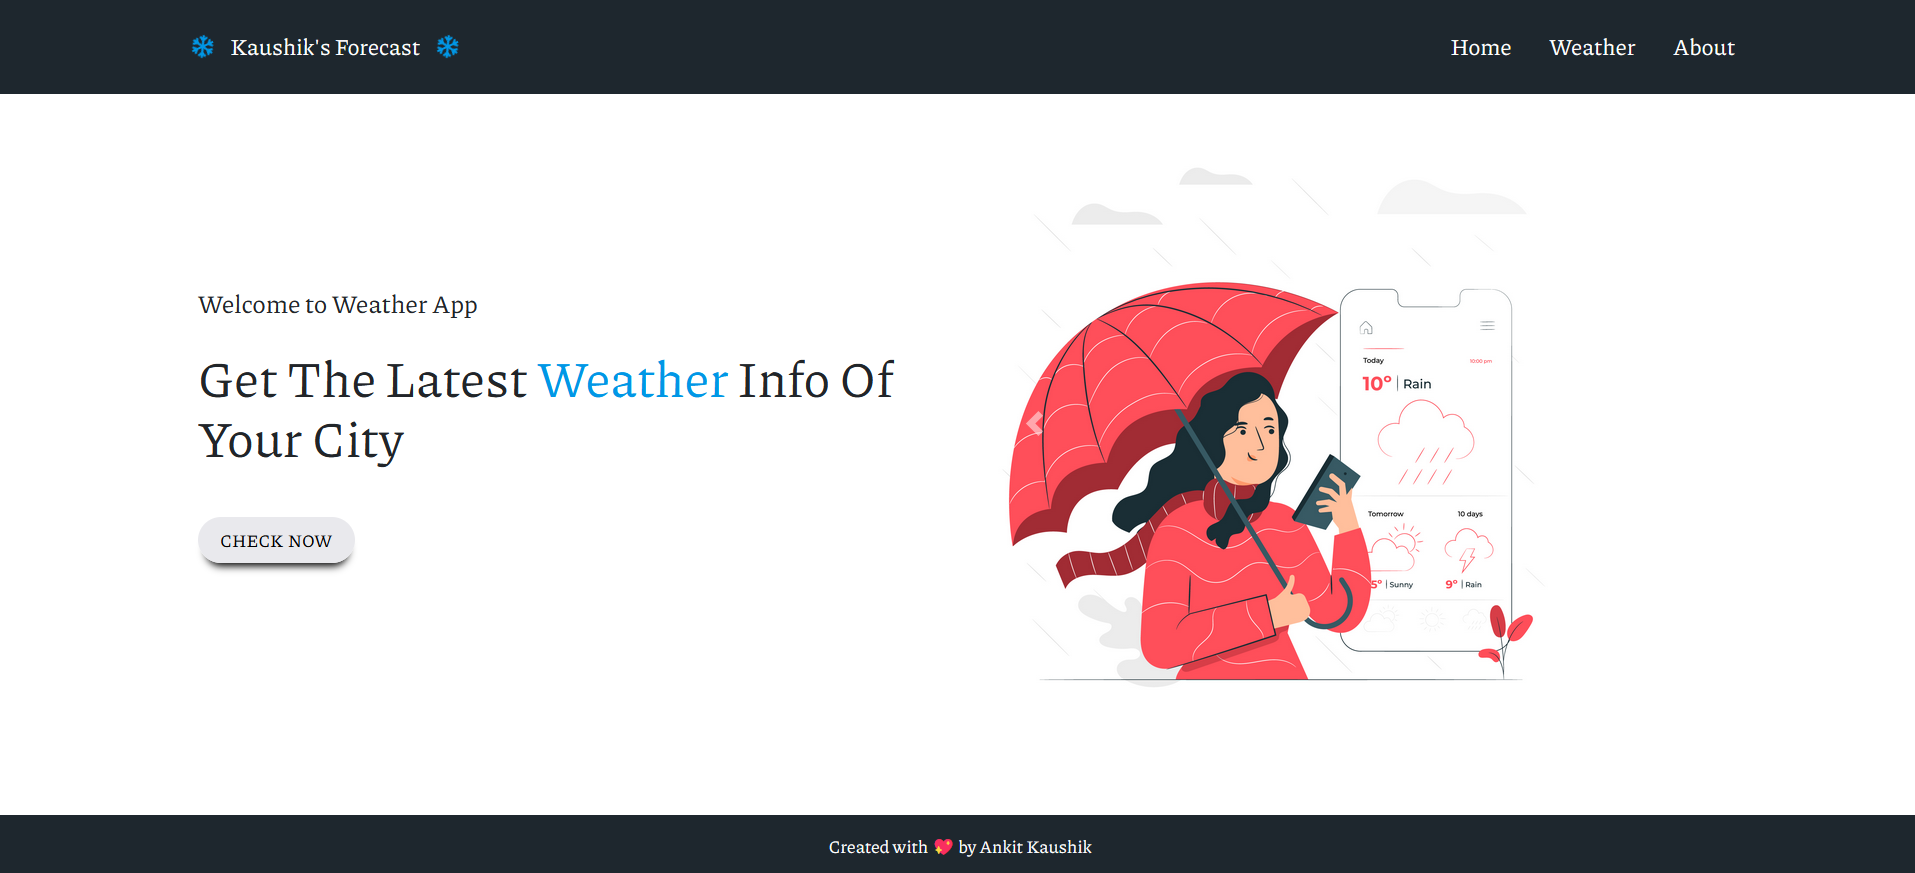 Kaushik's Forecast
Home Weather About
Welcome to Weather App
Get The Latest Weather Info Of
Your City
CHECK NOW
Today
10:00 pm
10° | Rain
Tomorrow
10 days
5° | Sunny
9° | Rain
Created with 💖 by Ankit Kaushik